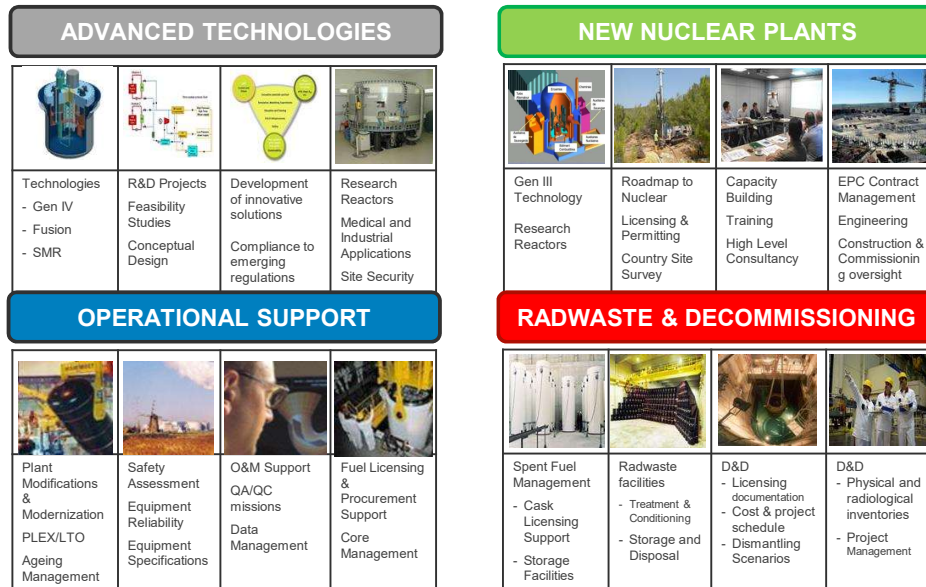 ADVANCED TECHNOLOGIES
Technologies
- Gen IV
- Fusion
- SMR
R&D Projects
Feasibility
Studies
Conceptual
Design
Development
of innovative
solutions
Compliance to
emerging
regulations
Research
Reactors
Medical and
Industrial
Applications
Site Security
NEW NUCLEAR PLANTS
Gen III
Technology
Research
Reactors
Roadmap to
Nuclear
Licensing &
Permitting
Country Site
Survey
Capacity
Building
Training
High Level
Consultancy
EPC Contract
Management
Engineering
Construction &
Commissionin
g oversight
OPERATIONAL SUPPORT
Plant
Modifications
&
Modernization
PLEX/LTO
Ageing
Management
Safety
Assessment
Equipment
Reliability
Equipment
Specifications
O&M Support
QA/QC
missions
Data
Management
Fuel Licensing
&
Procurement
Support
Core
Management
RADWASTE & DECOMMISSIONING
Spent Fuel
Management
- Cask
Licensing
Support
- Storage
Facilities
Radwaste
facilities
- Treatment &
Conditioning
- Storage and
Disposal
D&D
- Licensing
documentation
- Cost & project
schedule
- Dismantling
Scenarios
D&D
- Physical and
radiological
inventories
- Project
Management